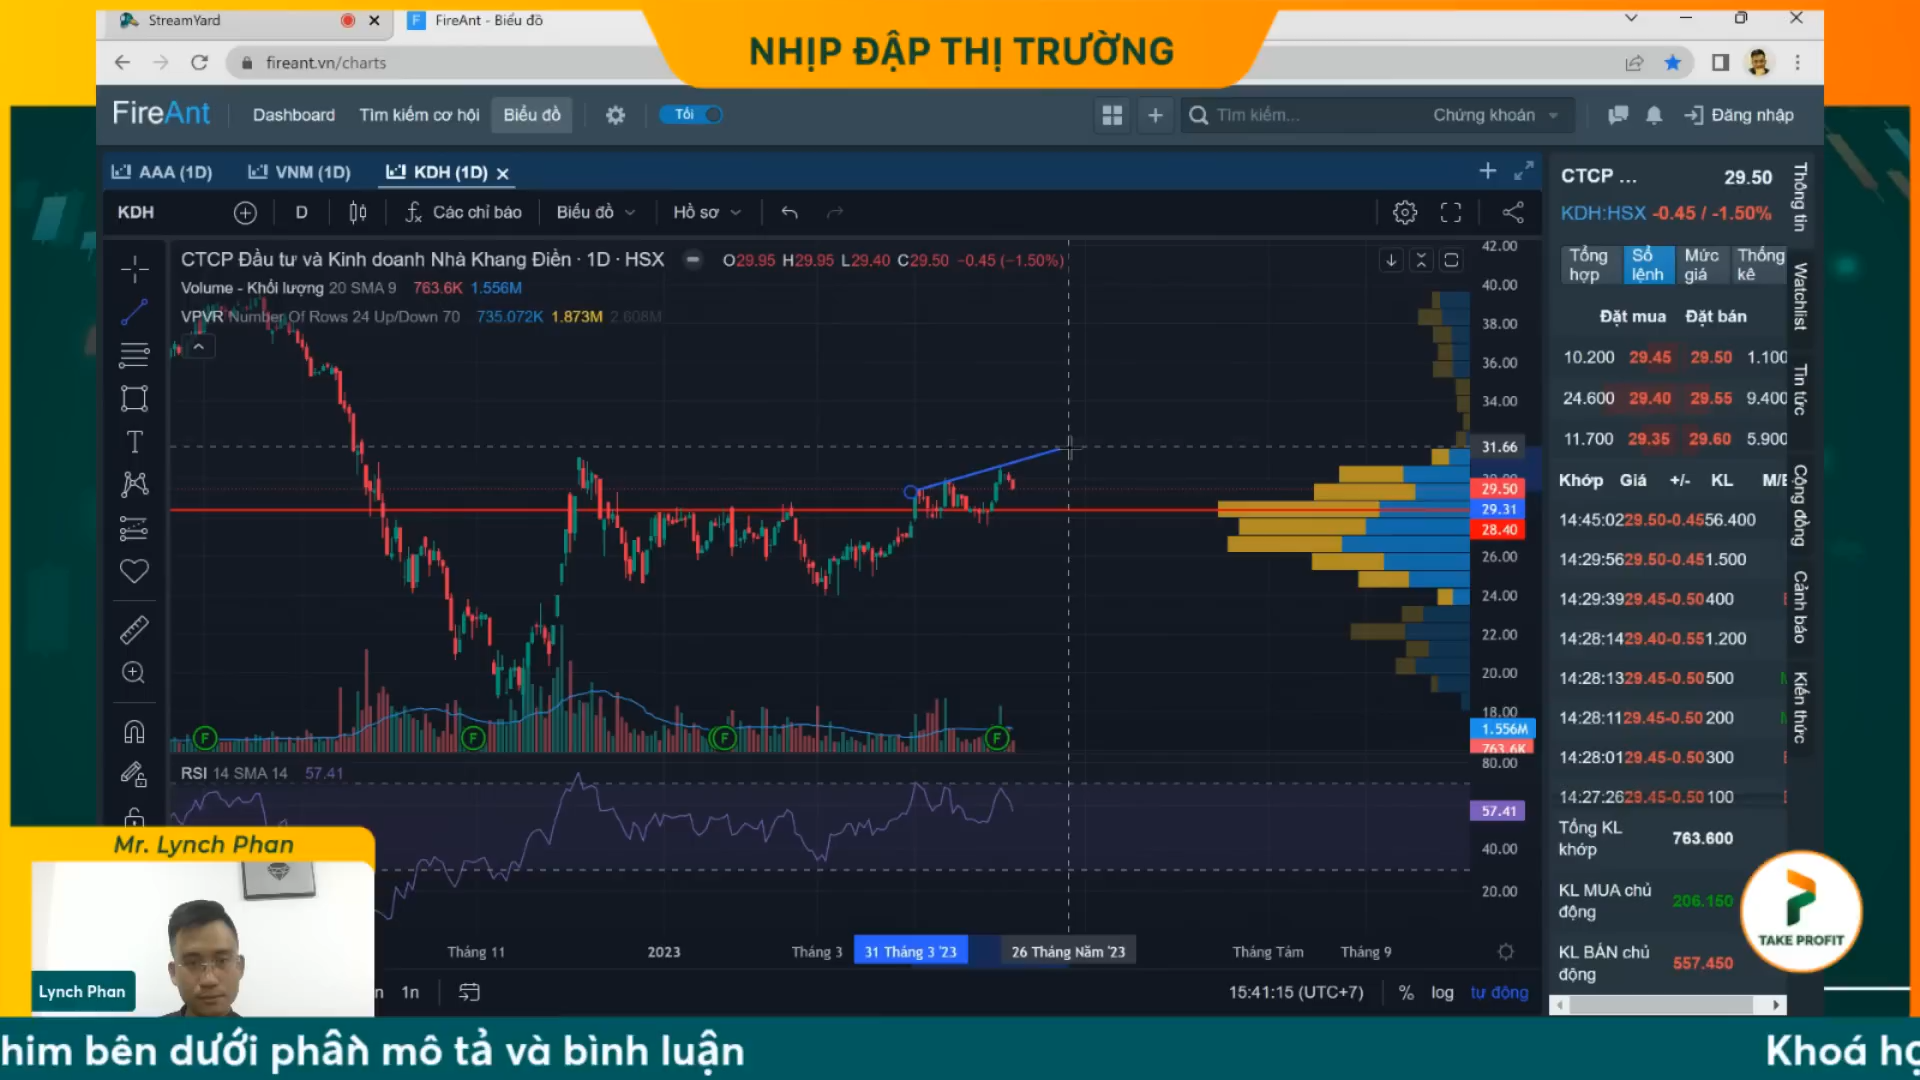 StreamYard
FireAnt - Biểu đồ
NHỊP ĐẬP THỊ TRƯỜNG
fireant.vn/charts
FireAnt
Dashboard
Tìm kiếm cơ hội
Biểu đồ
Tối
Tìm kiếm...
Chứng khoán
Đăng nhập
AAA (1D)
VNM (1D)
KDH (1D)
KDH
D
Các chỉ báo
Biểu đồ
Hồ sơ
CTCP Đầu tư và Kinh doanh Nhà Khang Điền · 1D · HSX
O29.95 H29.95 L29.40 C29.50 −0.45 (−1.50%)
Volume - Khối lượng 20 SMA 9 763.6K 1.556M
VPVR Number Of Rows 24 Up/Down 70 735.072K 1.873M 2.608M
42.00
40.00
38.00
36.00
34.00
31.66
29.50
29.31
28.40
26.00
24.00
22.00
20.00
18.00
1.556M
763.6K
80.00
RSI 14 SMA 14 57.41
57.41
40.00
20.00
Tháng 11
2023
Tháng 3
31 Tháng 3 '23
26 Tháng Năm '23
Tháng Tám
Tháng 9
1n
15:41:15 (UTC+7)
%
log
tự động
CTCP ...
29.50
KDH:HSX -0.45 / -1.50%
Tổng hợp
Sổ lệnh
Mức giá
Thống kê
Đặt mua Đặt bán
10.200 29.45 29.50 1.100
24.600 29.40 29.55 9.400
11.700 29.35 29.60 5.900
Khớp Giá +/- KL M/B
14:45:02 29.50 -0.45 56.400
14:29:56 29.50 -0.45 1.500
14:29:39 29.45 -0.50 400
14:28:14 29.40 -0.55 1.200
14:28:13 29.45 -0.50 500
14:28:11 29.45 -0.50 200
14:28:01 29.45 -0.50 300
14:27:26 29.45 -0.50 100
Tổng KL khớp
763.600
KL MUA chủ động
206.150
KL BÁN chủ động
557.450
Thông tin
Watchlist
Tin tức
Cộng đồng
Cảnh báo
Kiến thức
F
F
F
F
TAKE PROFIT
Mr. Lynch Phan
Lynch Phan
him bên dưới phần mô tả và bình luận
Khoá họ